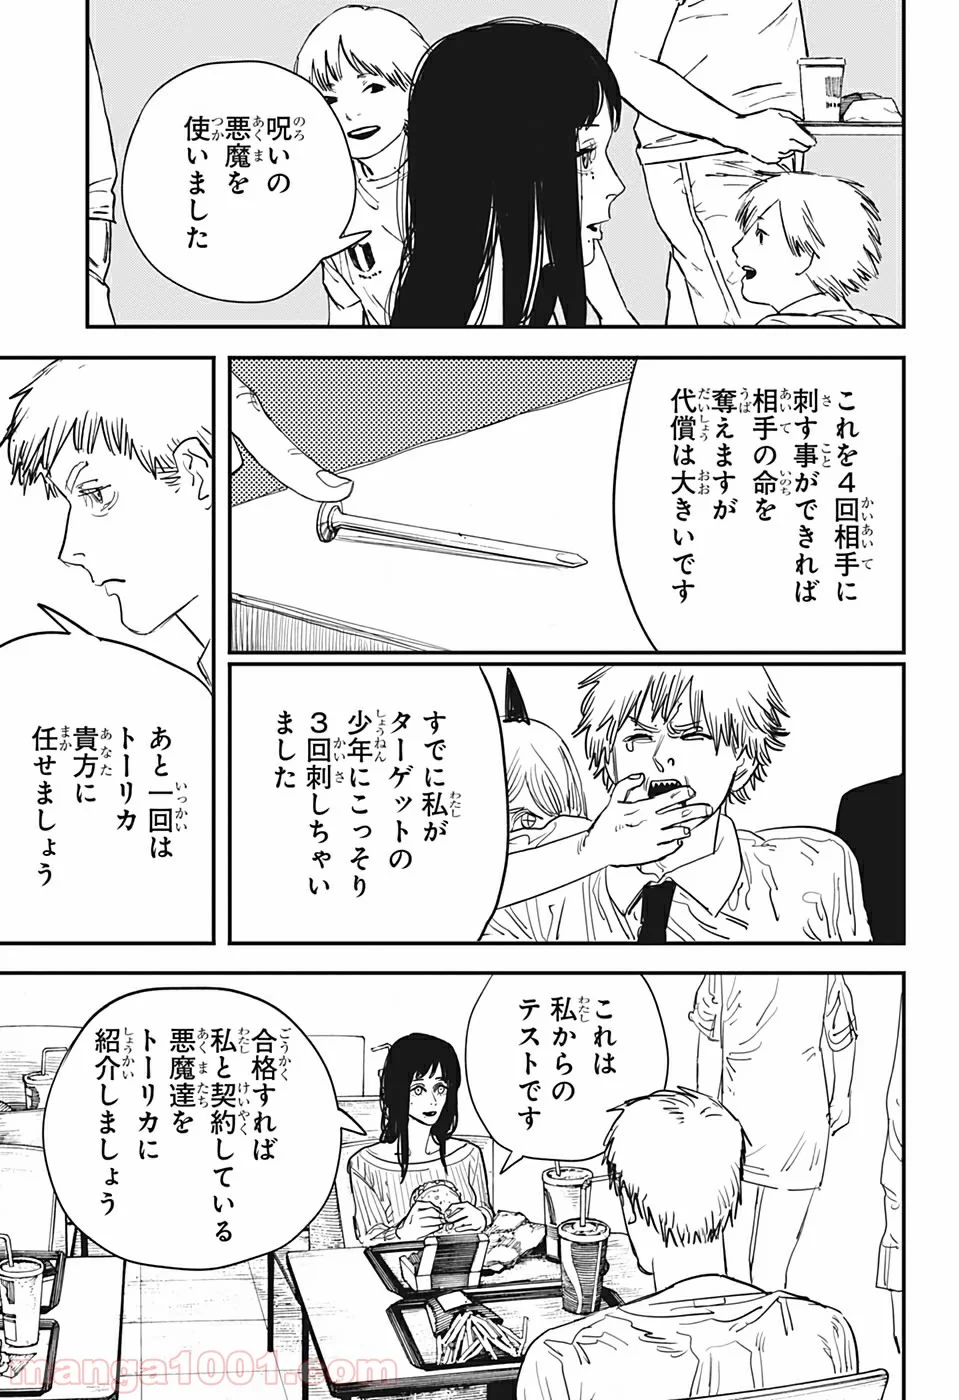 呪いの
悪魔を
使いました
これを４回相手に
刺す事ができれば
相手の命を
奪えますが
代償は大きいです
すでに私が
ターゲットの
少年にこっそり
３回刺しちゃい
ました
あと一回は
トーリカ
貴方に
任せましょう
これは
私からの
テストです
合格すれば
私と契約している
悪魔達を
トーリカに
紹介しましょう
manga1001.com